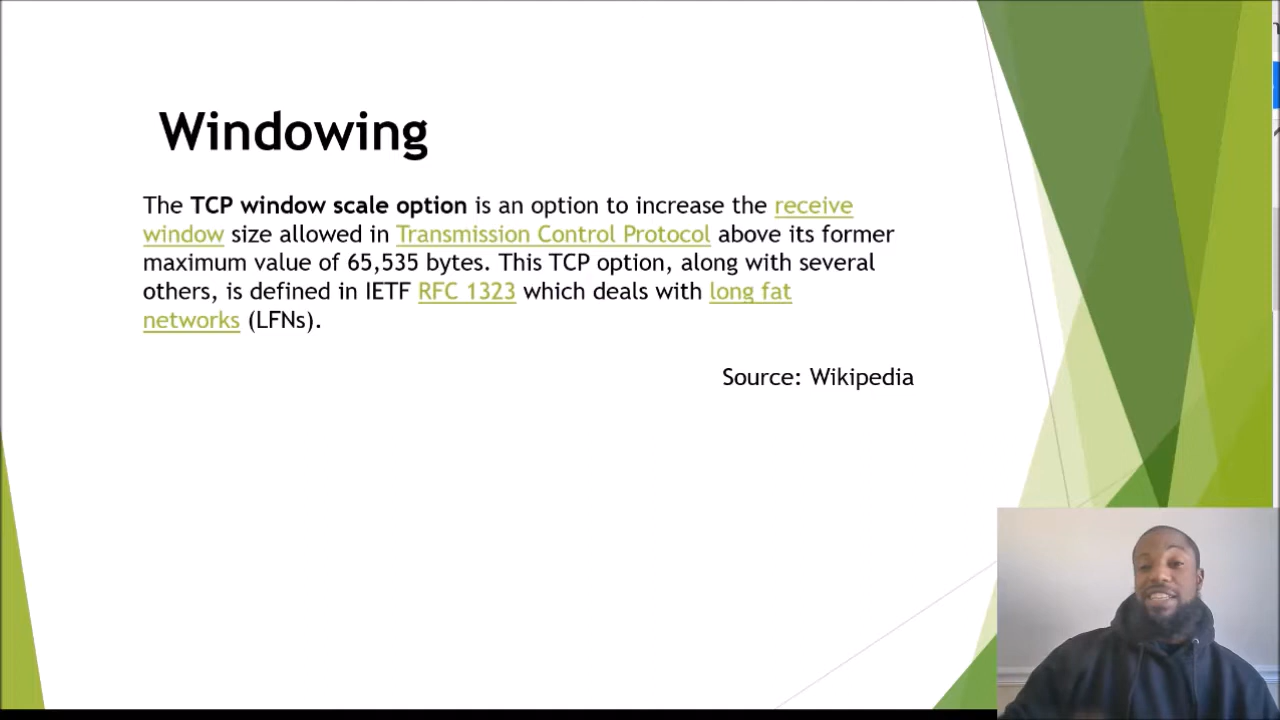 Windowing
The TCP window scale option is an option to increase the receive
window size allowed in Transmission Control Protocol above its former
maximum value of 65,535 bytes. This TCP option, along with several
others, is defined in IETF RFC 1323 which deals with long fat
networks (LFNs).
Source: Wikipedia